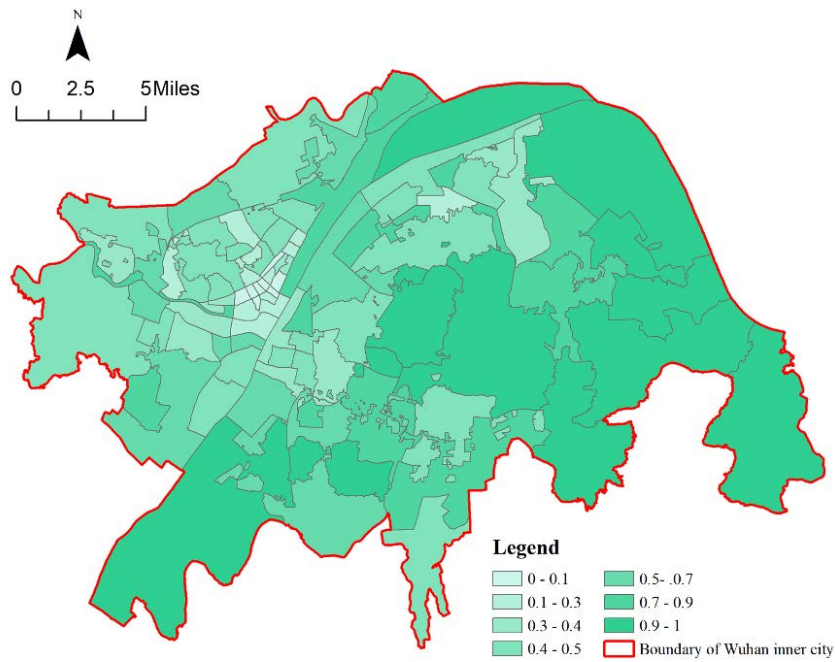 N
0 2.5 5Miles
Legend
0 - 0.1
0.1 - 0.3
0.3 - 0.4
0.4 - 0.5
0.5- .0.7
0.7 - 0.9
0.9 - 1
Boundary of Wuhan inner city